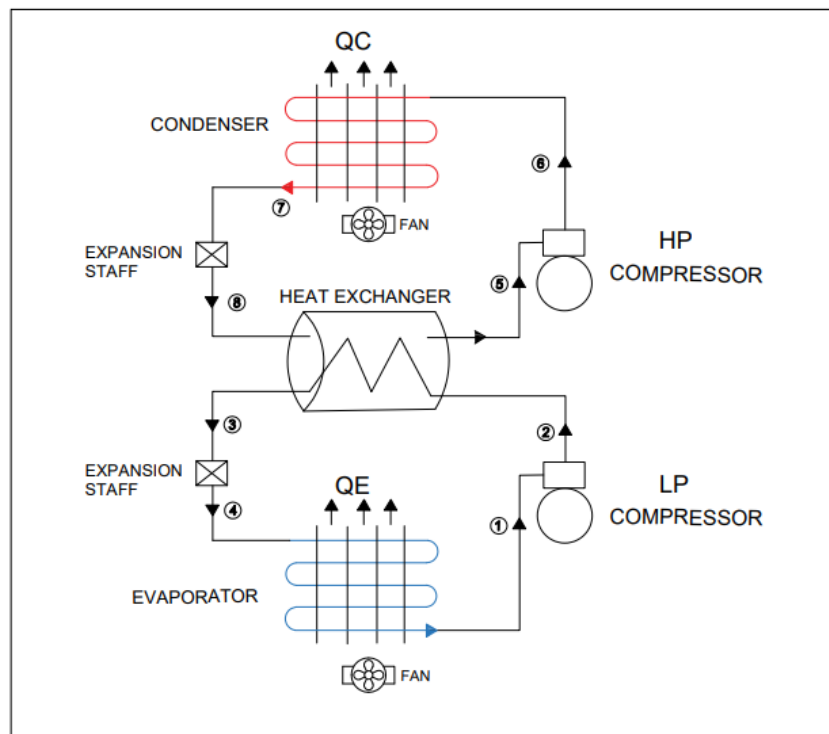 QC
CONDENSER
⑥
⑦
FAN
HP
COMPRESSOR
EXPANSION
STAFF
⑤
⑧
HEAT EXCHANGER
③
②
EXPANSION
STAFF
QE
LP
COMPRESSOR
④
①
EVAPORATOR
FAN